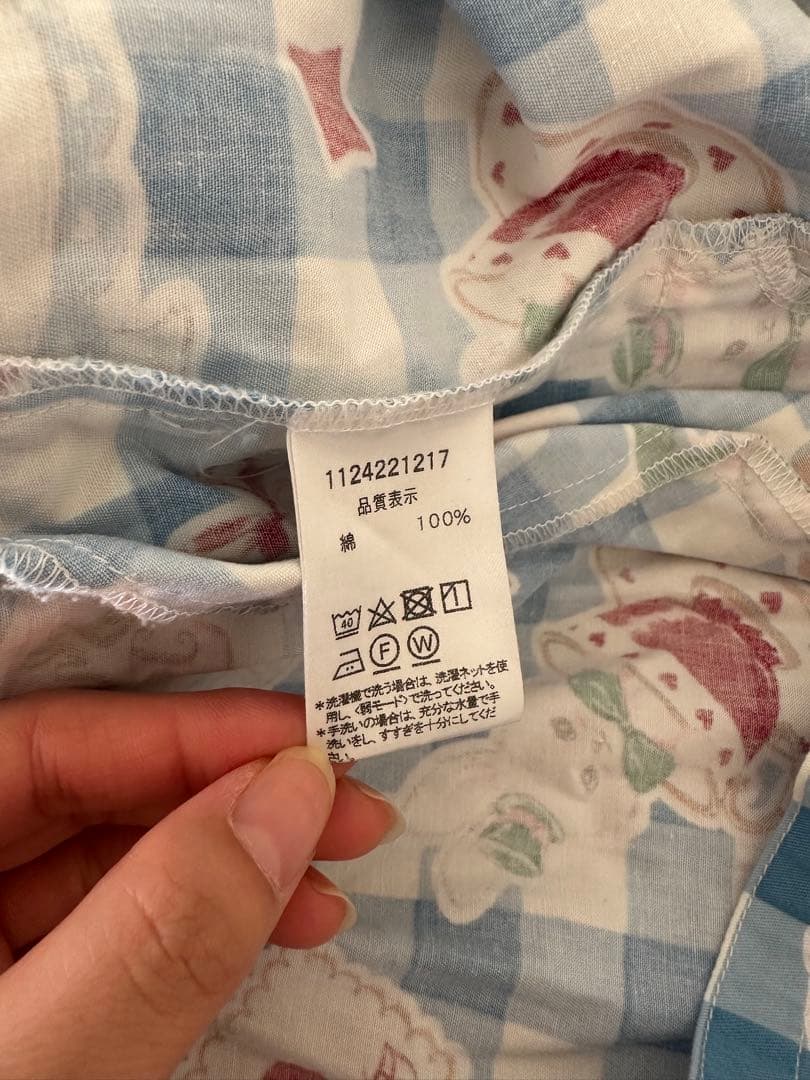 1124221217
品質表示
綿 100%
40
F W
*洗濯機で洗う場合は、洗濯ネットを使
用し、〈弱モード〉で洗ってください。
*手洗いの場合は、充分な水量で手
洗いをし、すすぎを十分にしてくだ
さい。